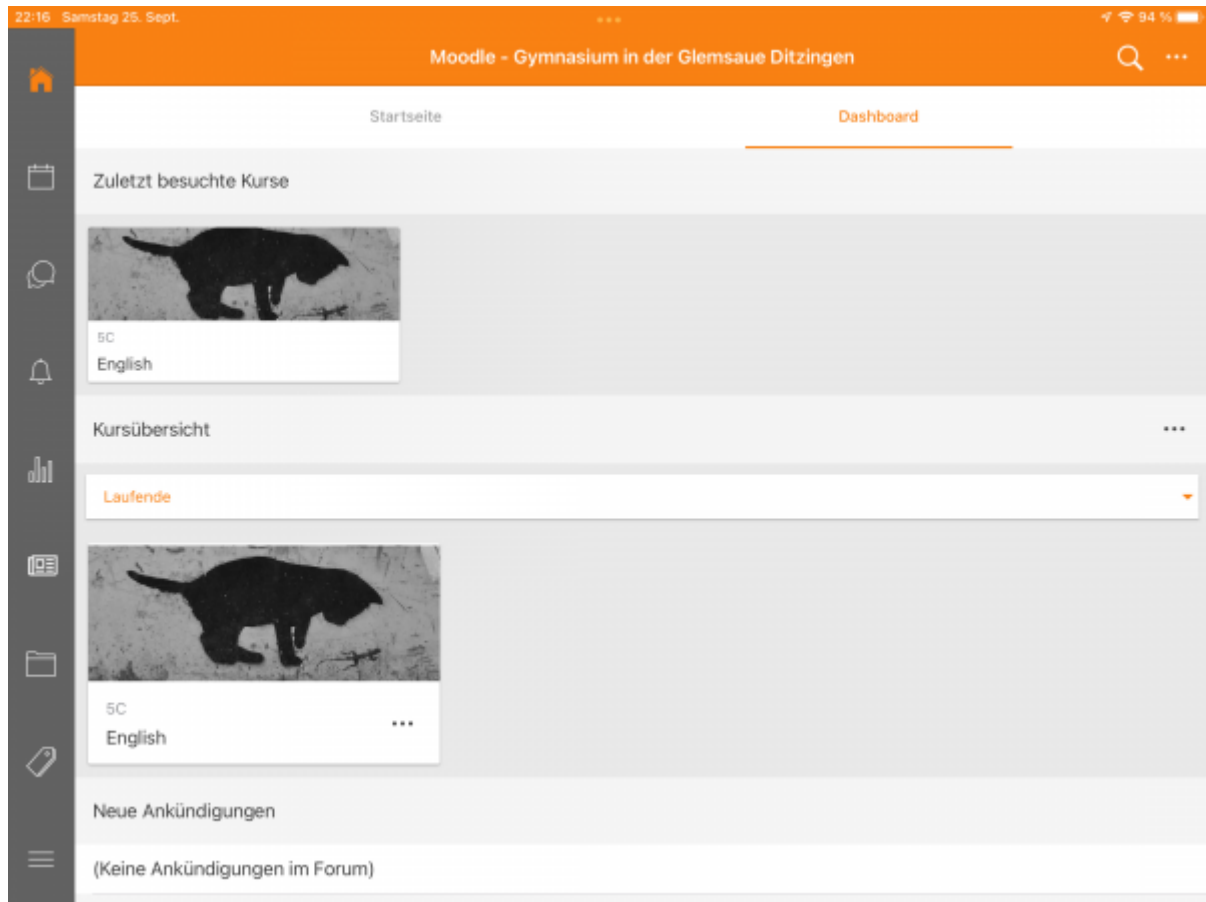 22:16 Samstag 25. Sept.
94 %
Moodle - Gymnasium in der Glemsaue Ditzingen
Startseite
Dashboard
Zuletzt besuchte Kurse
5C
English
Kursübersicht
Laufende
5C
English
Neue Ankündigungen
(Keine Ankündigungen im Forum)